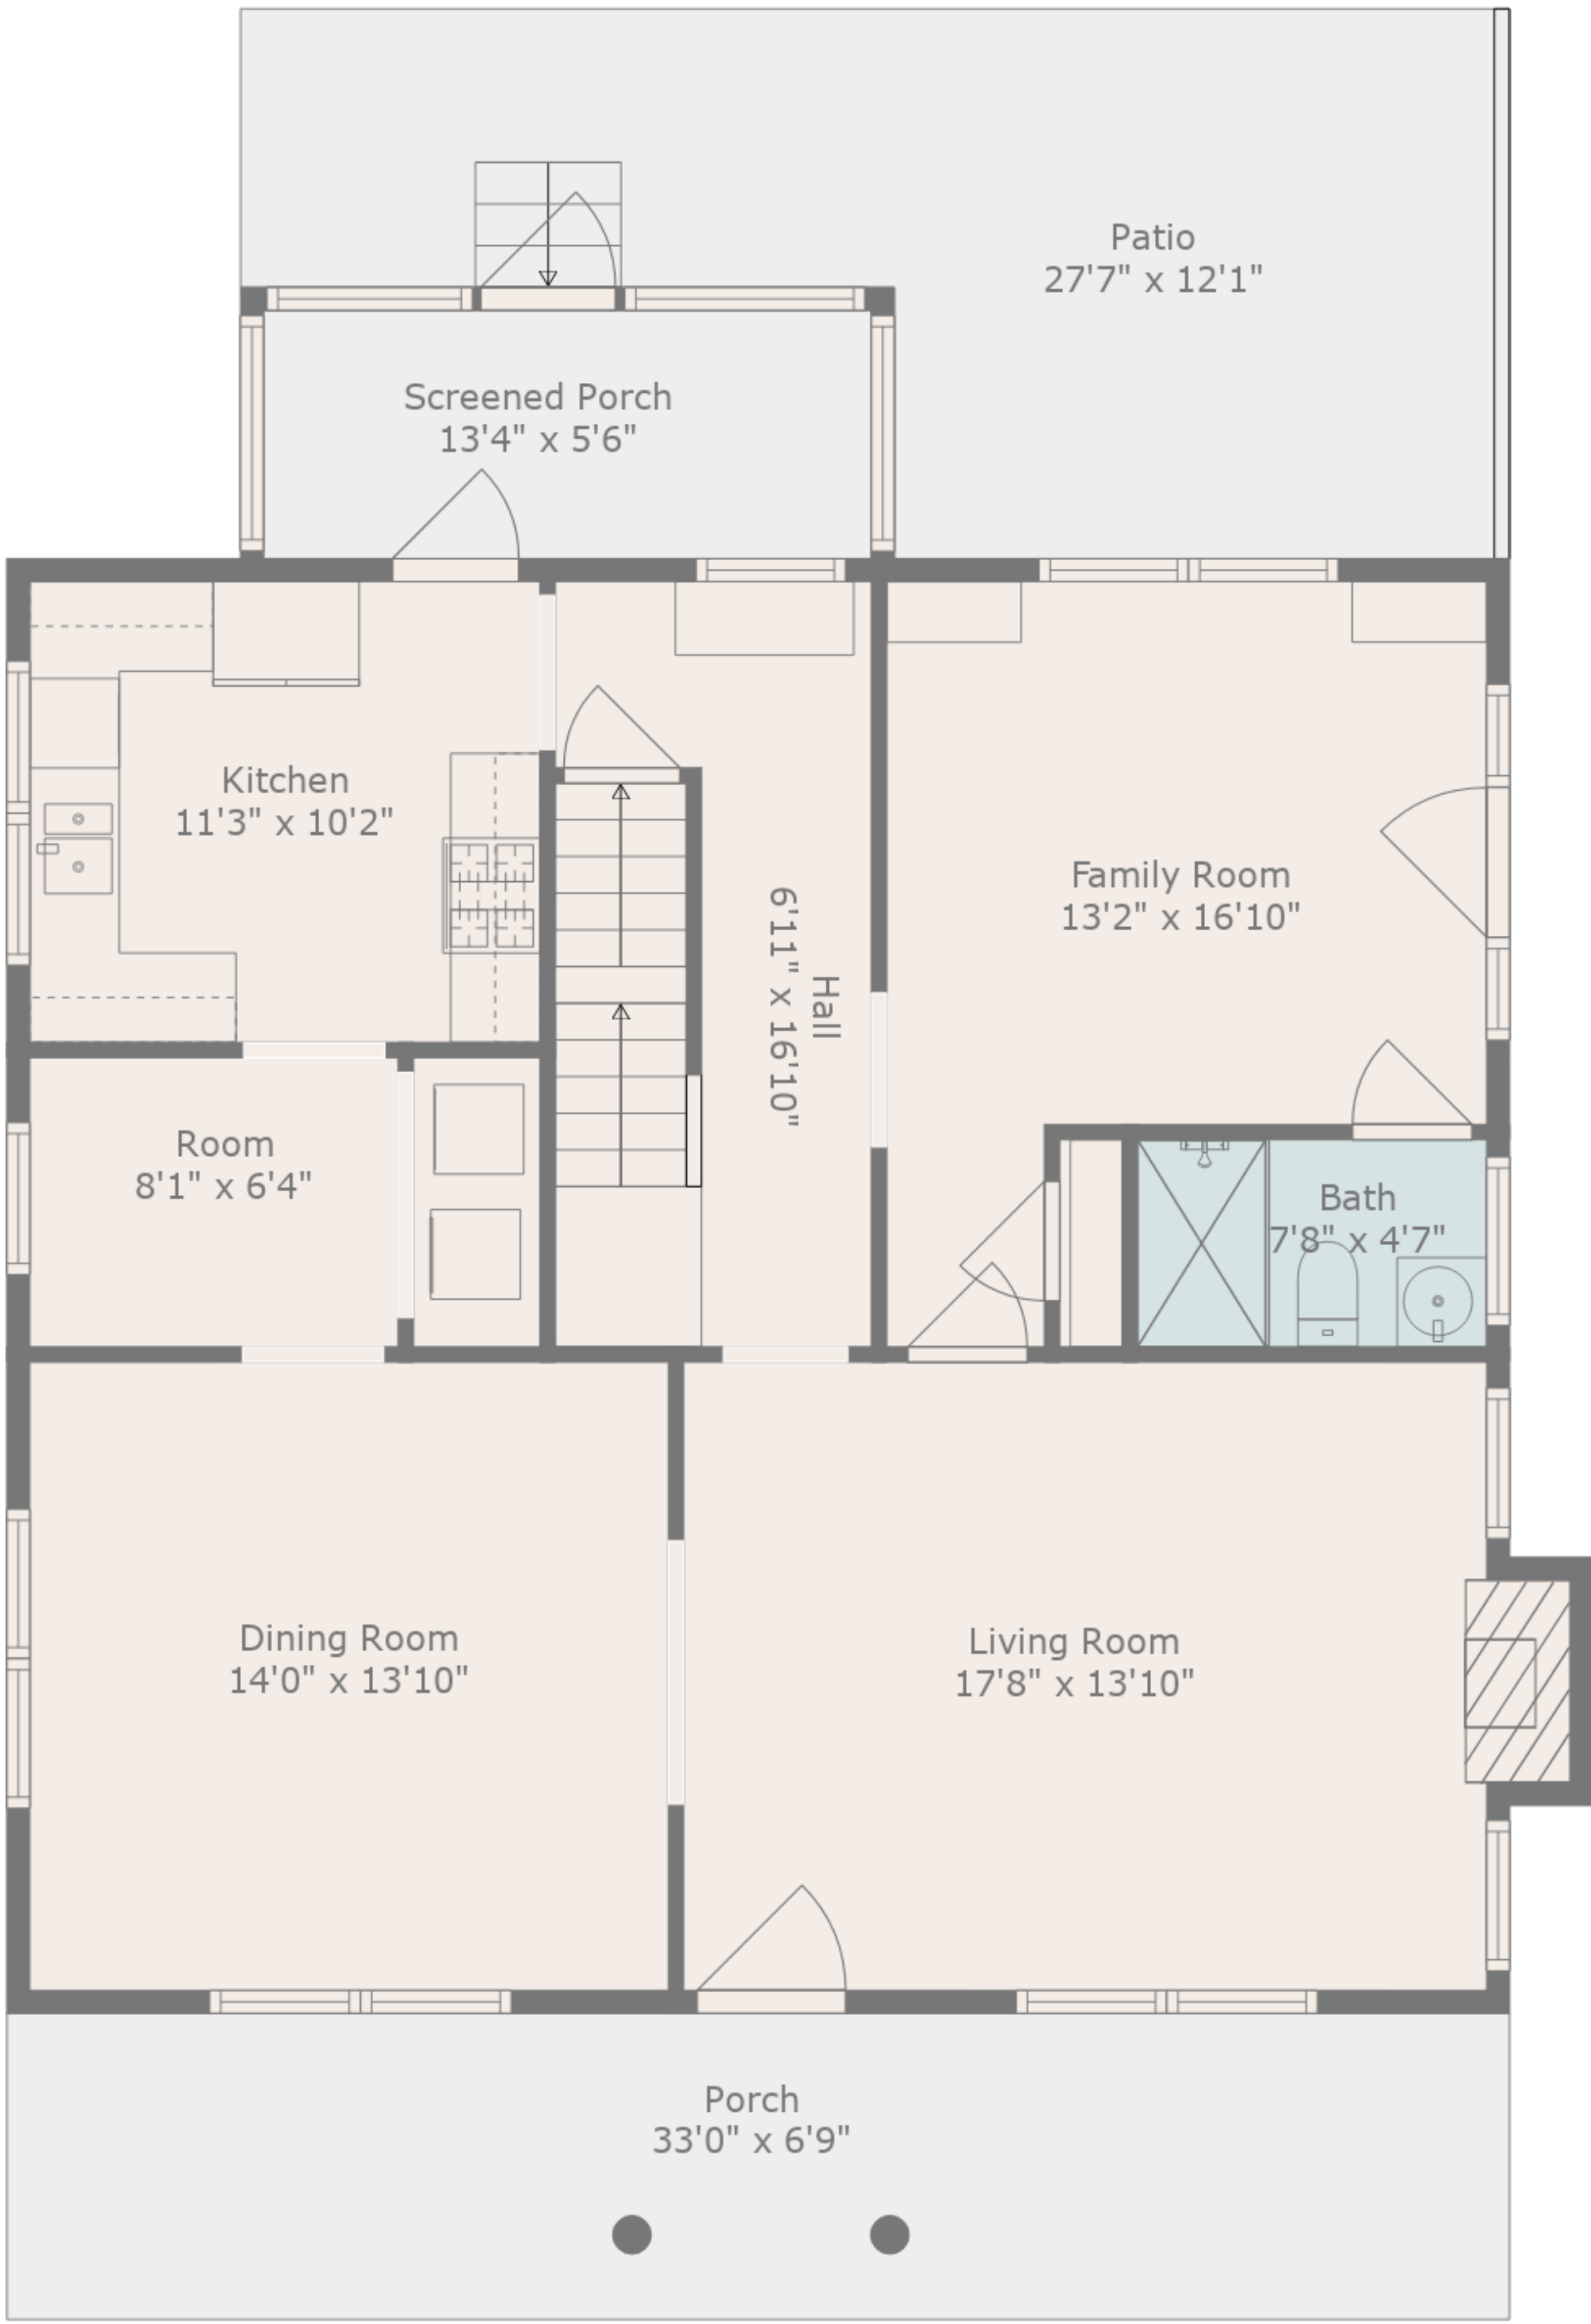 Patio
27'7" x 12'1"
Screened Porch
13'4" x 5'6"
Kitchen
11'3" x 10'2"
Family Room
13'2" x 16'10"
Hall
6'11" x 16'10"
Room
8'1" x 6'4"
Bath
7'8" x 4'7"
Dining Room
14'0" x 13'10"
Living Room
17'8" x 13'10"
Porch
33'0" x 6'9"